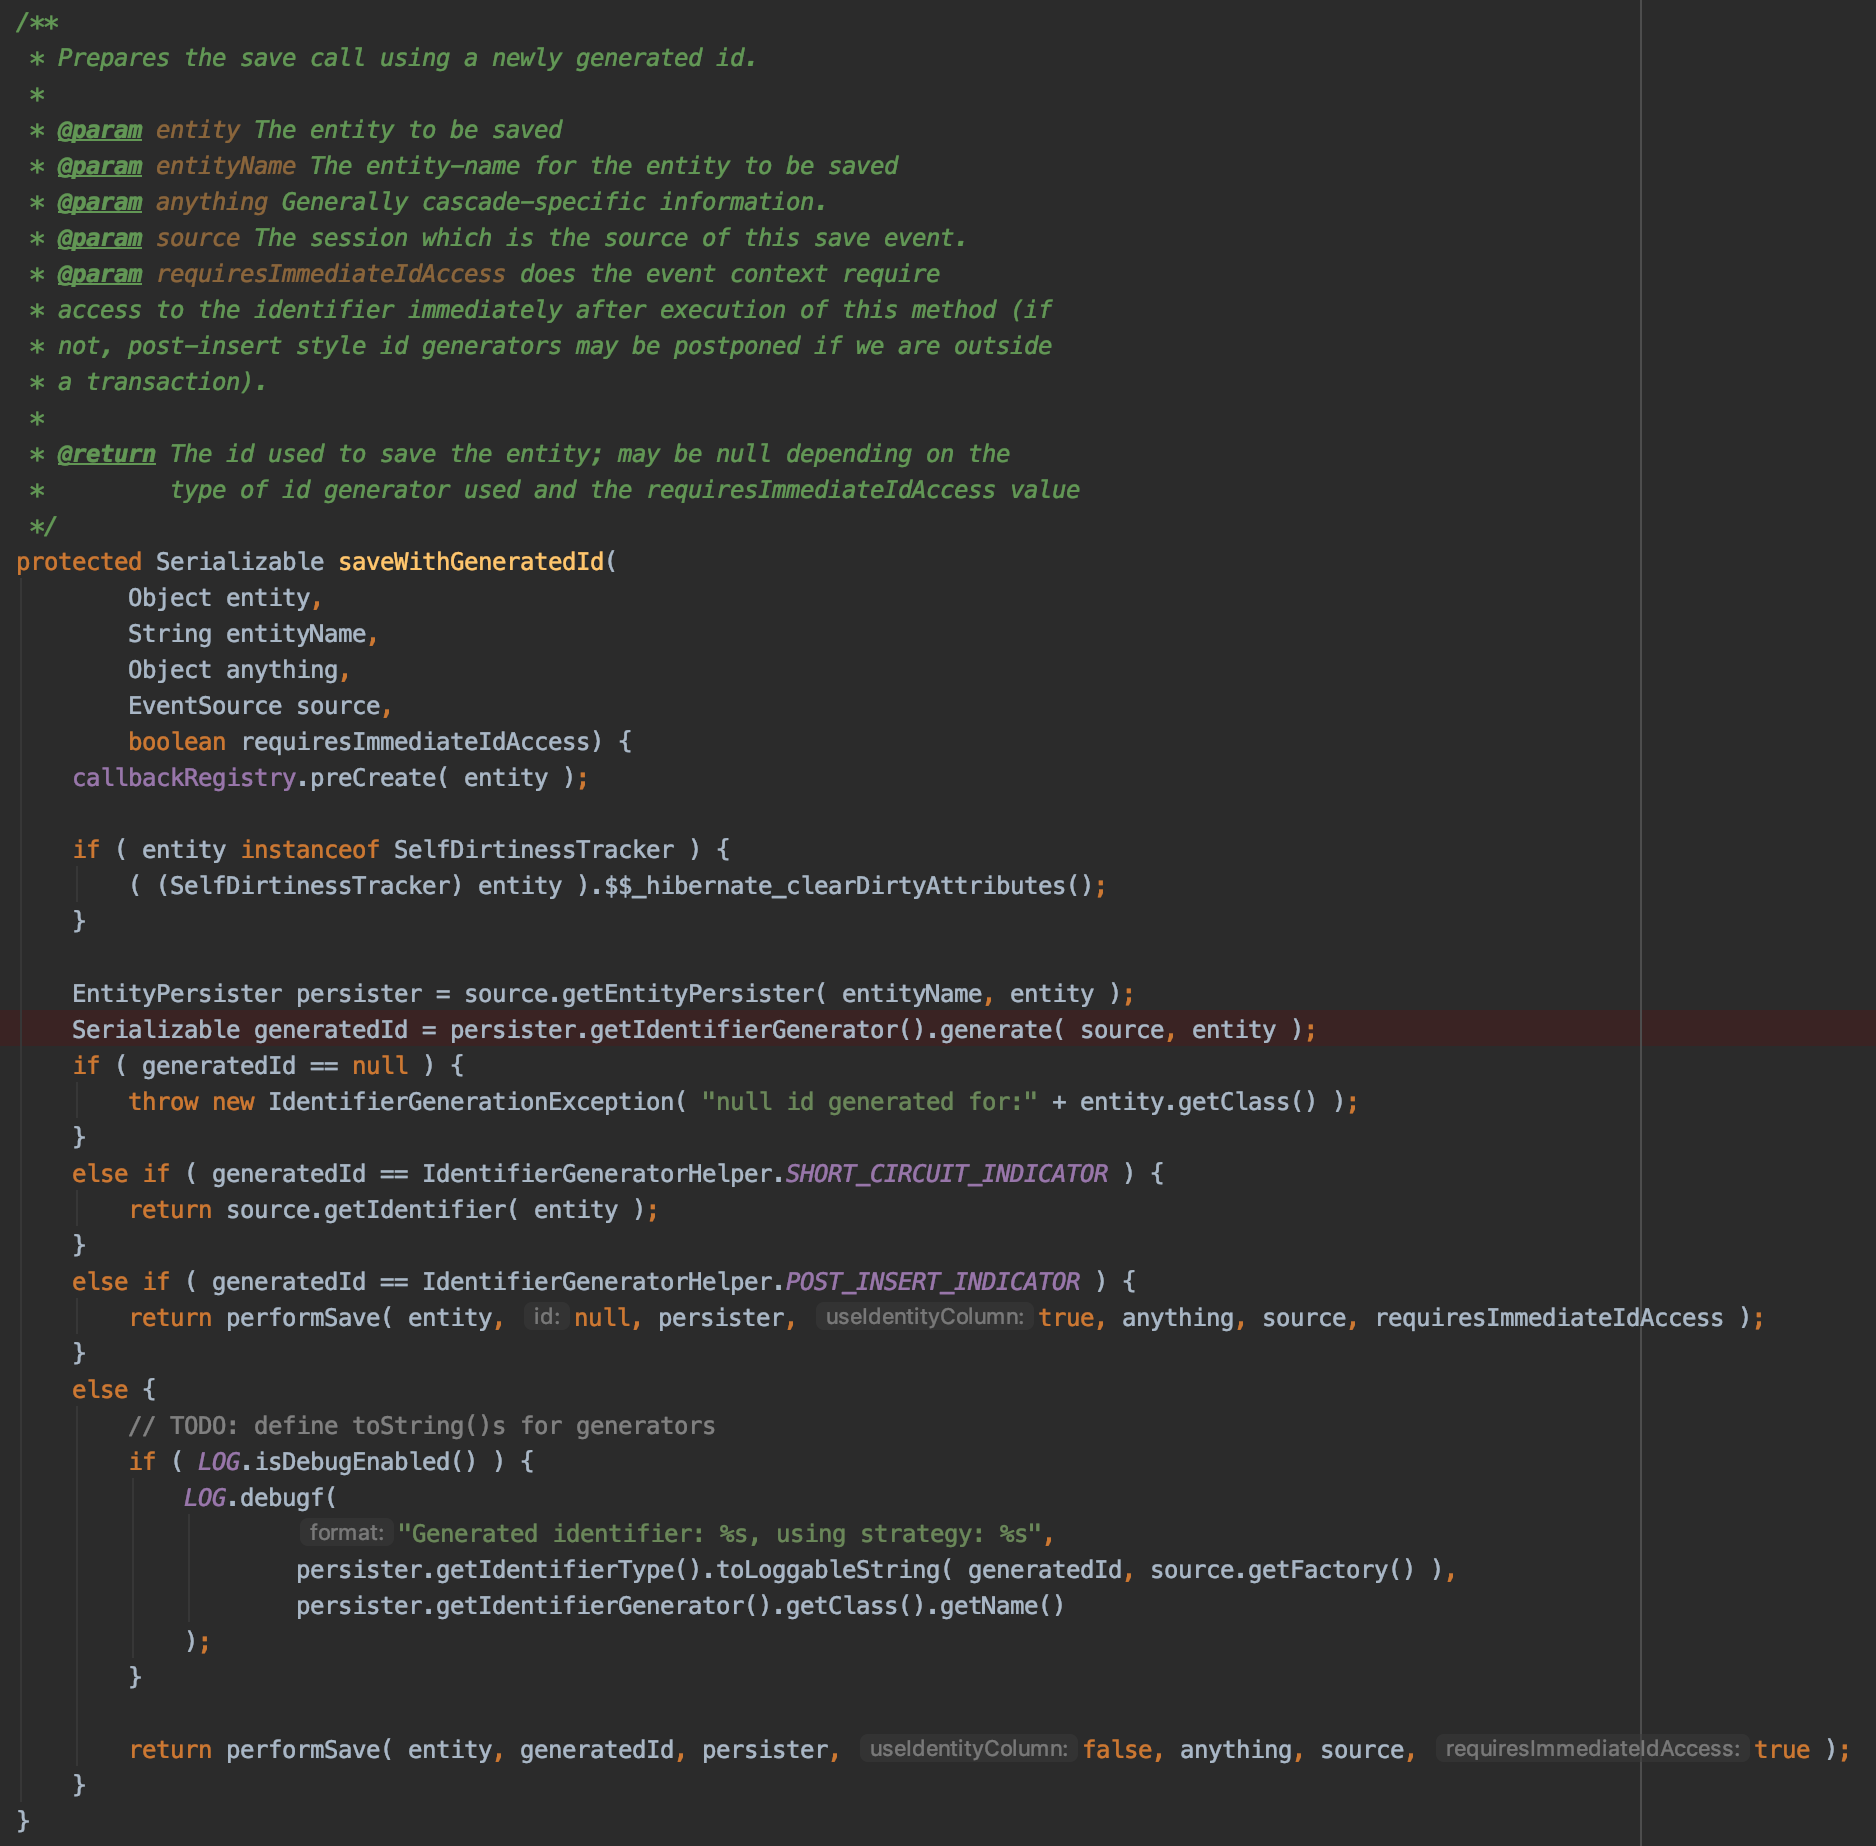 /**
 * Prepares the save call using a newly generated id.
 *
 * @param entity The entity to be saved
 * @param entityName The entity-name for the entity to be saved
 * @param anything Generally cascade-specific information.
 * @param source The session which is the source of this save event.
 * @param requiresImmediateIdAccess does the event context require
 * access to the identifier immediately after execution of this method (if
 * not, post-insert style id generators may be postponed if we are outside
 * a transaction).
 *
 * @return The id used to save the entity; may be null depending on the
 *         type of id generator used and the requiresImmediateIdAccess value
 */
protected Serializable saveWithGeneratedId(
        Object entity,
        String entityName,
        Object anything,
        EventSource source,
        boolean requiresImmediateIdAccess) {
    callbackRegistry.preCreate( entity );

    if ( entity instanceof SelfDirtinessTracker ) {
        ( (SelfDirtinessTracker) entity ).$$_hibernate_clearDirtyAttributes();
    }

    EntityPersister persister = source.getEntityPersister( entityName, entity );
    Serializable generatedId = persister.getIdentifierGenerator().generate( source, entity );
    if ( generatedId == null ) {
        throw new IdentifierGenerationException( "null id generated for:" + entity.getClass() );
    }
    else if ( generatedId == IdentifierGeneratorHelper.SHORT_CIRCUIT_INDICATOR ) {
        return source.getIdentifier( entity );
    }
    else if ( generatedId == IdentifierGeneratorHelper.POST_INSERT_INDICATOR ) {
        return performSave( entity, id: null, persister, useIdentityColumn: true, anything, source, requiresImmediateIdAccess );
    }
    else {
        // TODO: define toString()s for generators
        if ( LOG.isDebugEnabled() ) {
            LOG.debugf(
                    format: "Generated identifier: %s, using strategy: %s",
                    persister.getIdentifierType().toLoggableString( generatedId, source.getFactory() ),
                    persister.getIdentifierGenerator().getClass().getName()
            );
        }

        return performSave( entity, generatedId, persister, useIdentityColumn: false, anything, source, requiresImmediateIdAccess: true );
    }
}